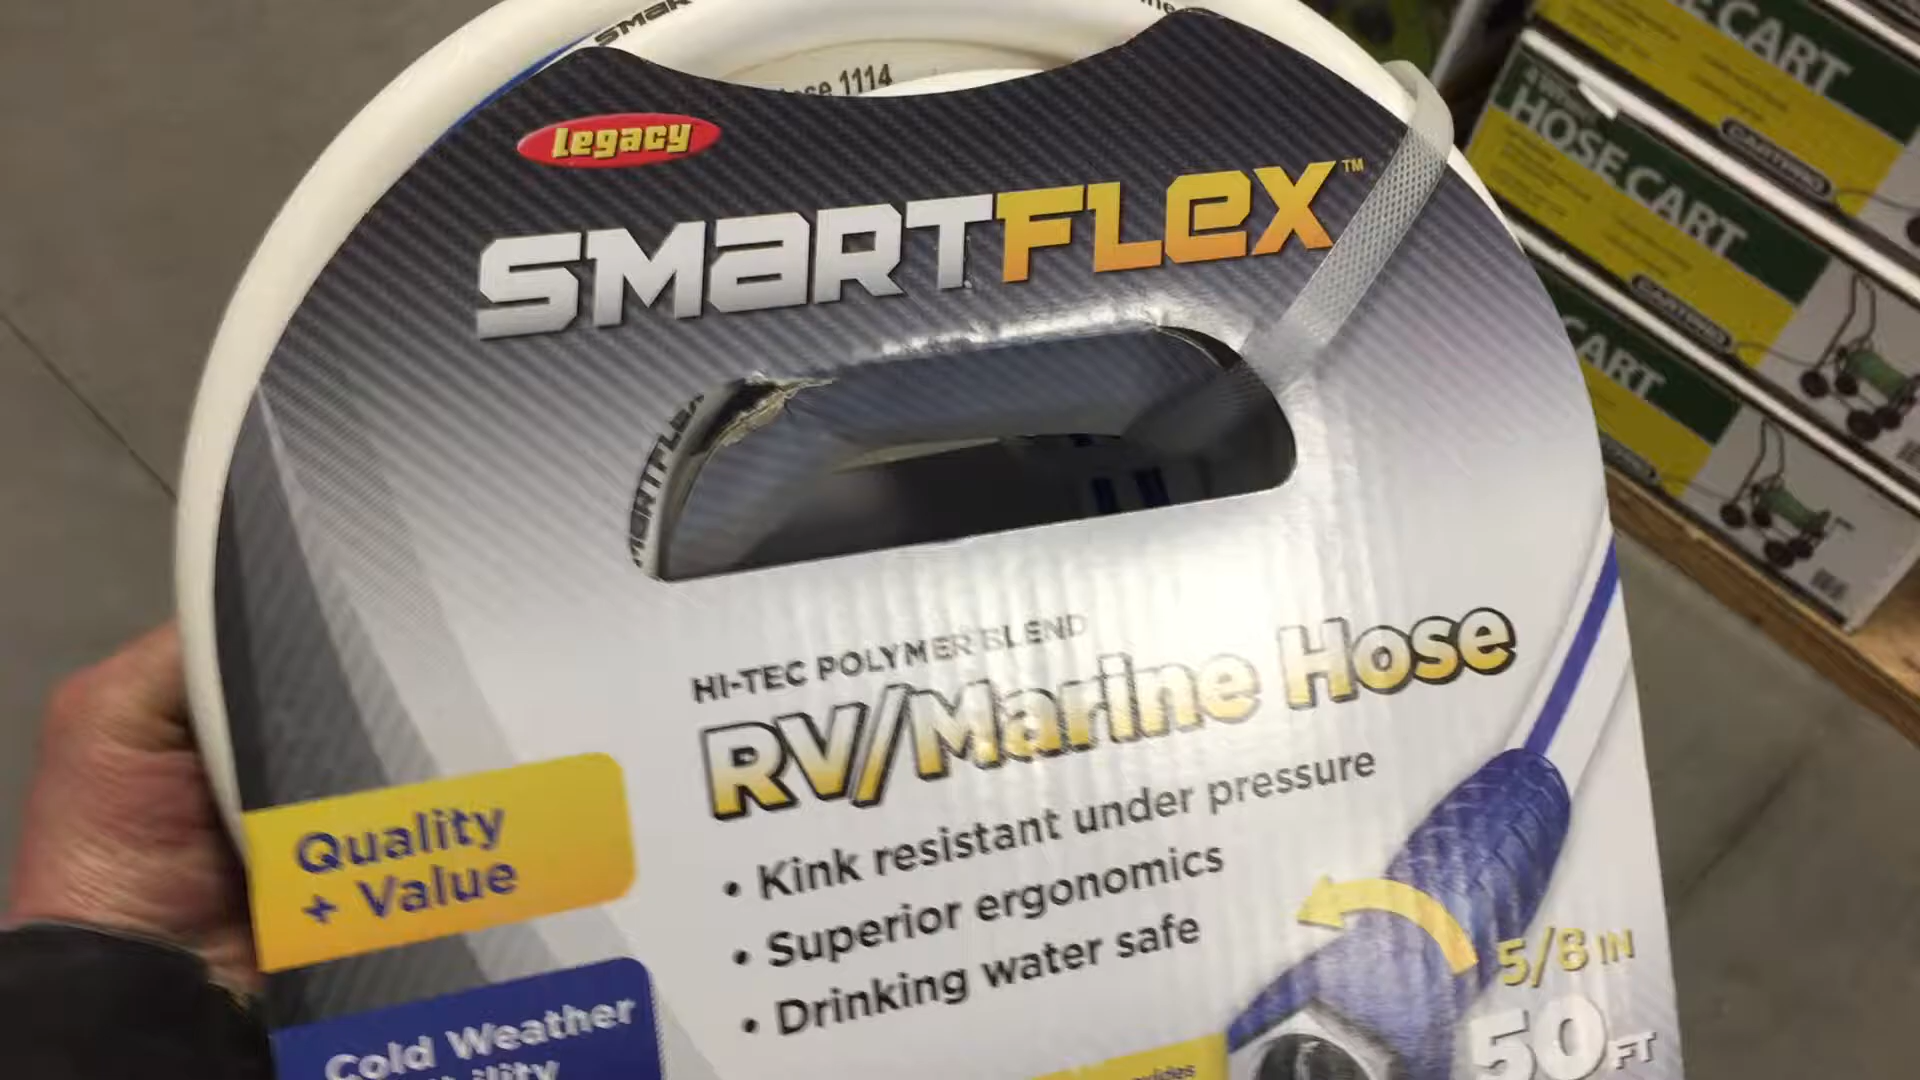 1114
Legacy
SMARTFLEX™
SMARTFLEX
HI-TEC POLYMER BLEND
RV/Marine Hose
• Kink resistant under pressure
• Superior ergonomics
• Drinking water safe
Quality
+ Value
Cold Weather
5/8 IN
50 FT
CART
HOSE CART
CART